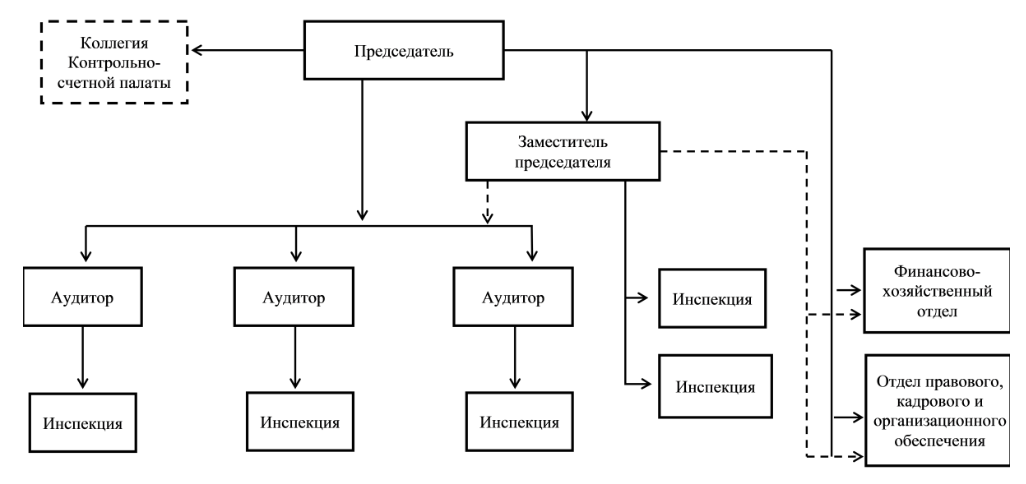 Коллегия
Контрольно-
счетной палаты
Председатель
Заместитель
председателя
Аудитор
Аудитор
Аудитор
Инспекция
Инспекция
Инспекция
Инспекция
Инспекция
Финансово-
хозяйственный
отдел
Отдел правового,
кадрового и
организационного
обеспечения